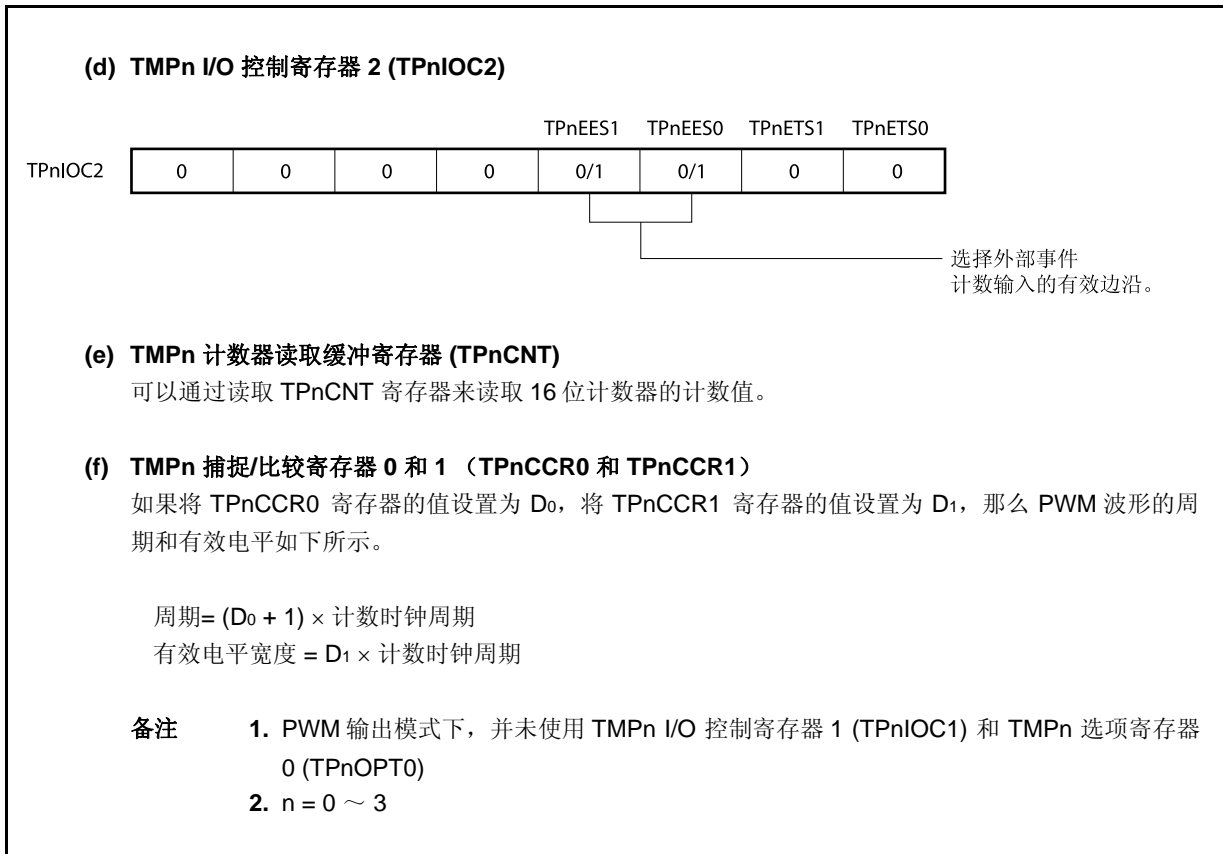 (d) TMPn I/O 控制寄存器 2 (TPnIOC2)
TPnEES1 TPnEES0 TPnETS1 TPnETS0
TPnIOC2 0 0 0 0 0/1 0/1 0 0
选择外部事件
计数输入的有效边沿。
(e) TMPn 计数器读取缓冲寄存器 (TPnCNT)
可以通过读取 TPnCNT 寄存器来读取 16 位计数器的计数值。
(f) TMPn 捕捉/比较寄存器 0 和 1 （TPnCCR0 和 TPnCCR1）
如果将 TPnCCR0 寄存器的值设置为 D0，将 TPnCCR1 寄存器的值设置为 D1，那么 PWM 波形的周
期和有效电平如下所示。
周期= (D0 + 1) × 计数时钟周期
有效电平宽度 = D1 × 计数时钟周期
备注 1. PWM 输出模式下，并未使用 TMPn I/O 控制寄存器 1 (TPnIOC1) 和 TMPn 选项寄存器
0 (TPnOPT0)
2. n = 0 ～ 3